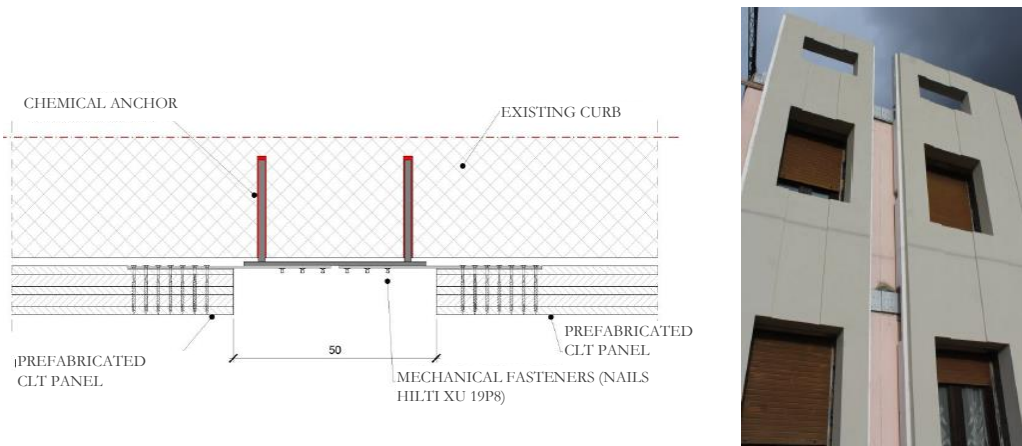 CHEMICAL ANCHOR
EXISTING CURB
PREFABRICATED
CLT PANEL
50
PREFABRICATED
CLT PANEL
MECHANICAL FASTENERS (NAILS
HILTI XU 19P8)